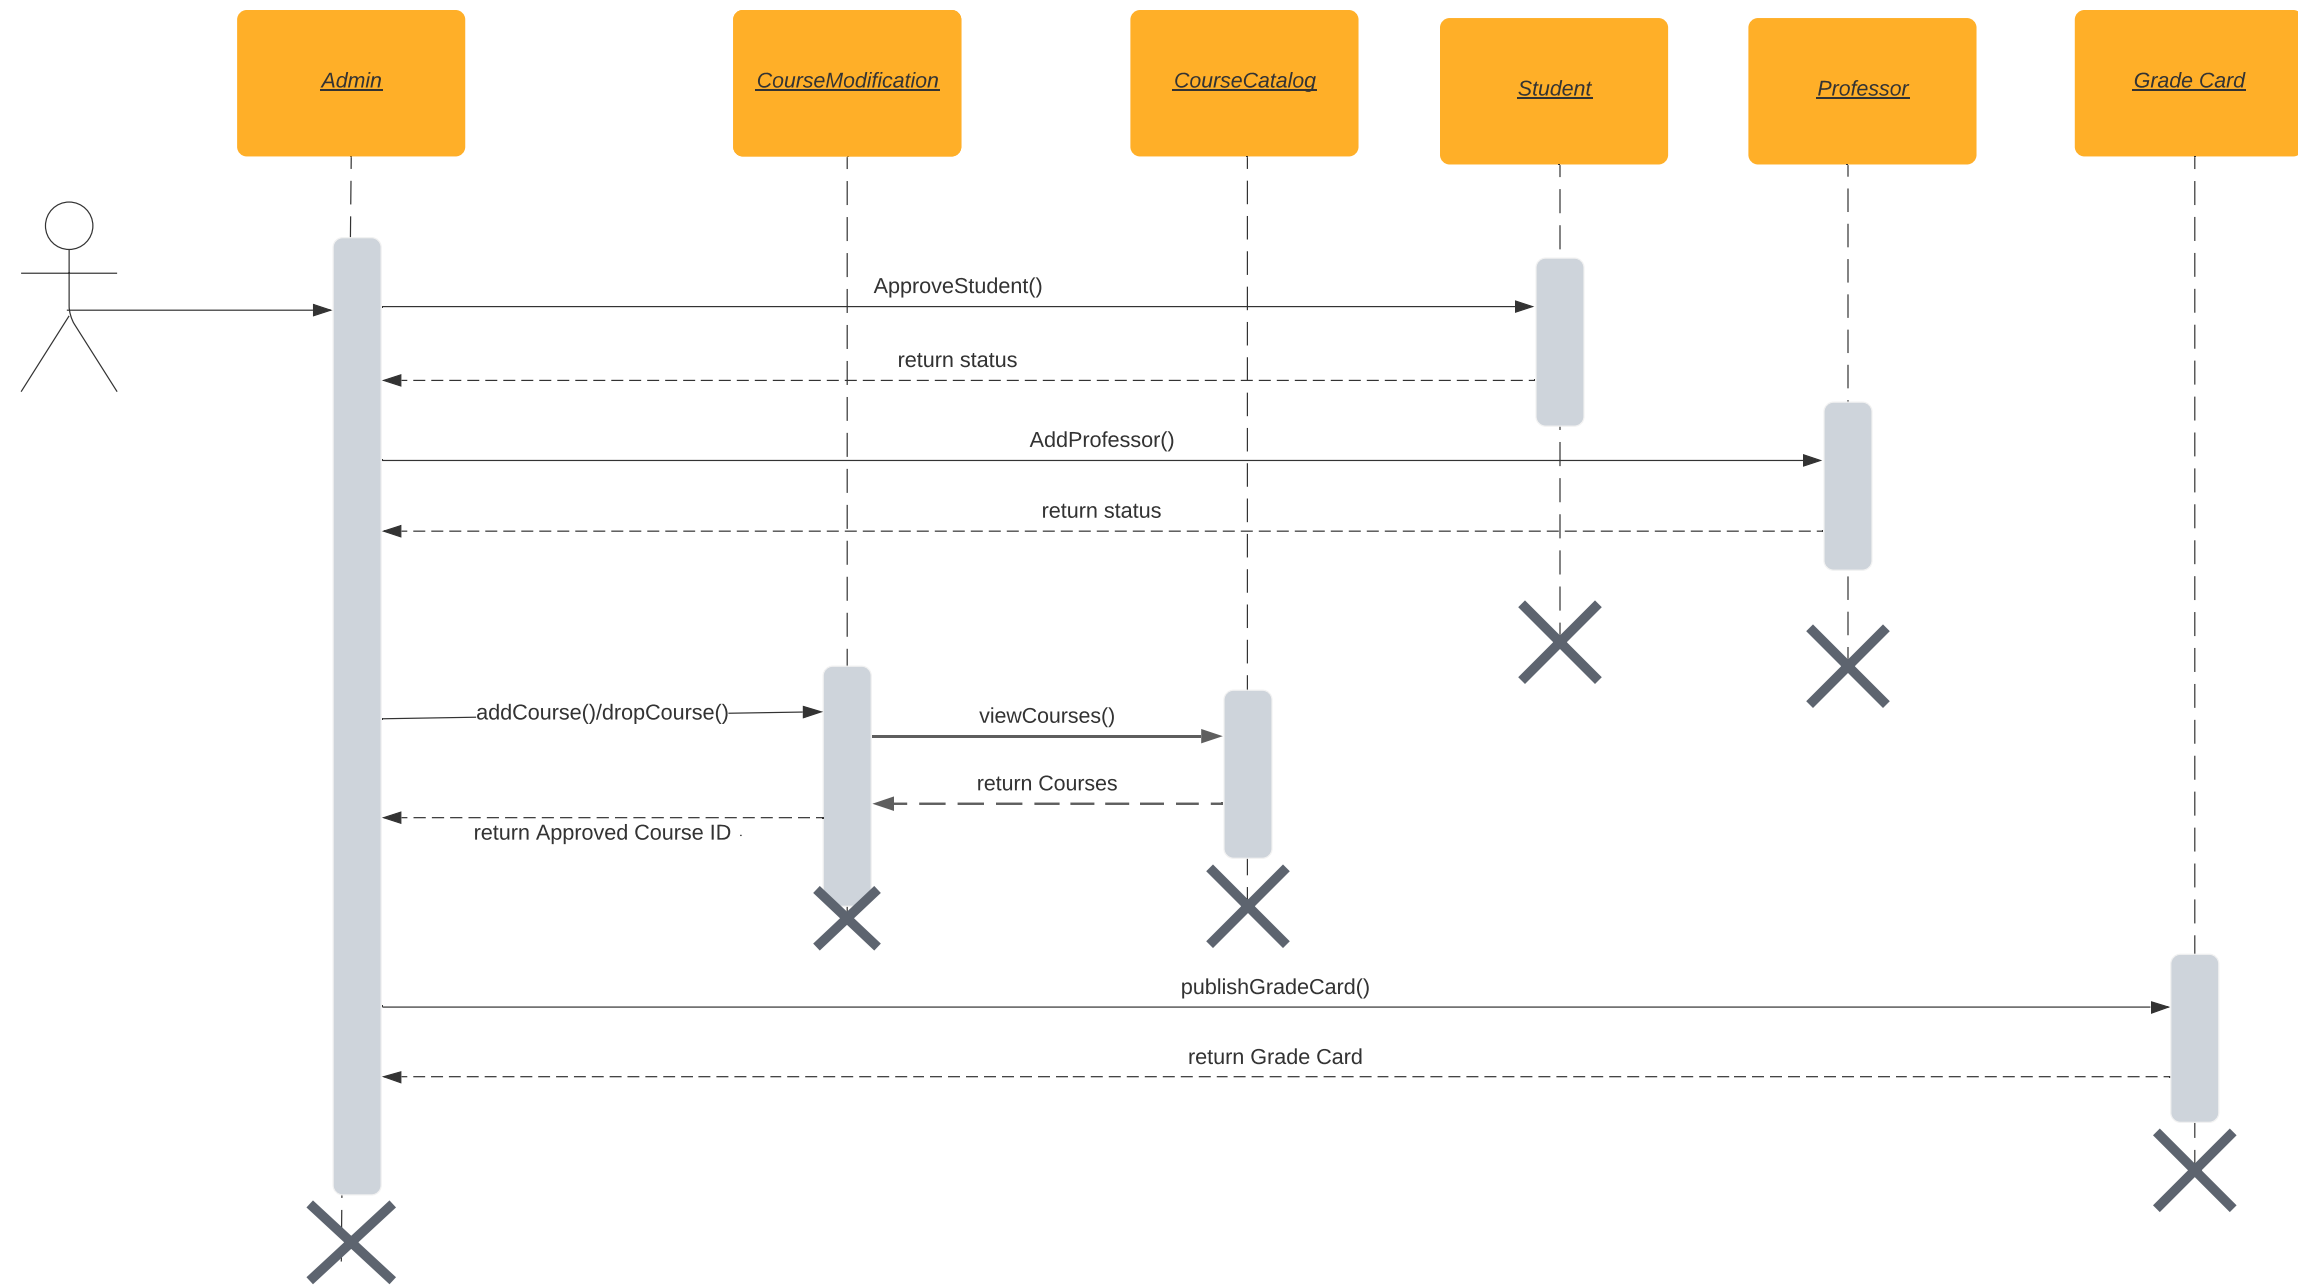 Admin
CourseModification
CourseCatalog
Student
Professor
Grade Card
ApproveStudent()
return status
AddProfessor()
return status
addCourse()/dropCourse()
viewCourses()
return Courses
return Approved Course ID
publishGradeCard()
return Grade Card